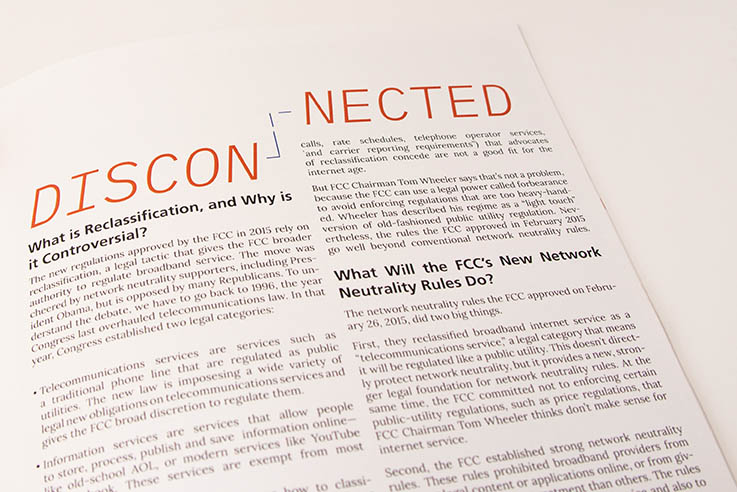 DISCON
NECTED
What is Reclassification, and Why is
it Controversial?
The new regulations approved by the FCC in 2015 rely on
reclassification, a legal tactic that gives the FCC broader
authority to regulate broadband service. The move was
cheered by network neutrality supporters, including Pres-
ident Obama, but is opposed by many Republicans. To un-
derstand the debate, we have to go back to 1996, the year
Congress last overhauled telecommunications law. In that
year, Congress established two legal categories:
• Telecommunications services are services such as
a traditional phone line that are regulated as public
utilities. The new law is imposesing a wide variety of
legal new obligations on telecommunications services and
gives the FCC broad discretion to regulate them.
• Information services are services that allow people
to store, process, publish and save information online—
like old-school AOL, or modern services like YouTube
These services are exempt from most
how to classi-
calls, rate schedules, telephone operator services,
and carrier reporting requirements") that advocates
of reclassification concede are not a good fit for the
internet age.
But FCC Chairman Tom Wheeler says that's not a problem,
because the FCC can use a legal power called forbearance
to avoid enforcing regulations that are too heavy-hand-
ed. Wheeler has described his regime as a "light touch"
version of old-fashioned public utility regulation. Nev-
ertheless, the rules the FCC approved in February 2015
go well beyond conventional network neutrality rules.
What Will the FCC's New Network
Neutrality Rules Do?
The network neutrality rules the FCC approved on Febru-
ary 26, 2015, did two big things.
First, they reclassified broadband internet service as a
"telecommunications service," a legal category that means
it will be regulated like a public utility. This doesn't direct-
ly protect network neutrality, but it provides a new, stron-
ger legal foundation for network neutrality rules. At the
same time, the FCC committed not to enforcing certain
public-utility regulations, such as price regulations, that
FCC Chairman Tom Wheeler thinks don't make sense for
internet service.
Second, the FCC established strong network neutrality
rules. These rules prohibited broadband providers from
content or applications online, or from giv-
treatment than others. The rules
and also to